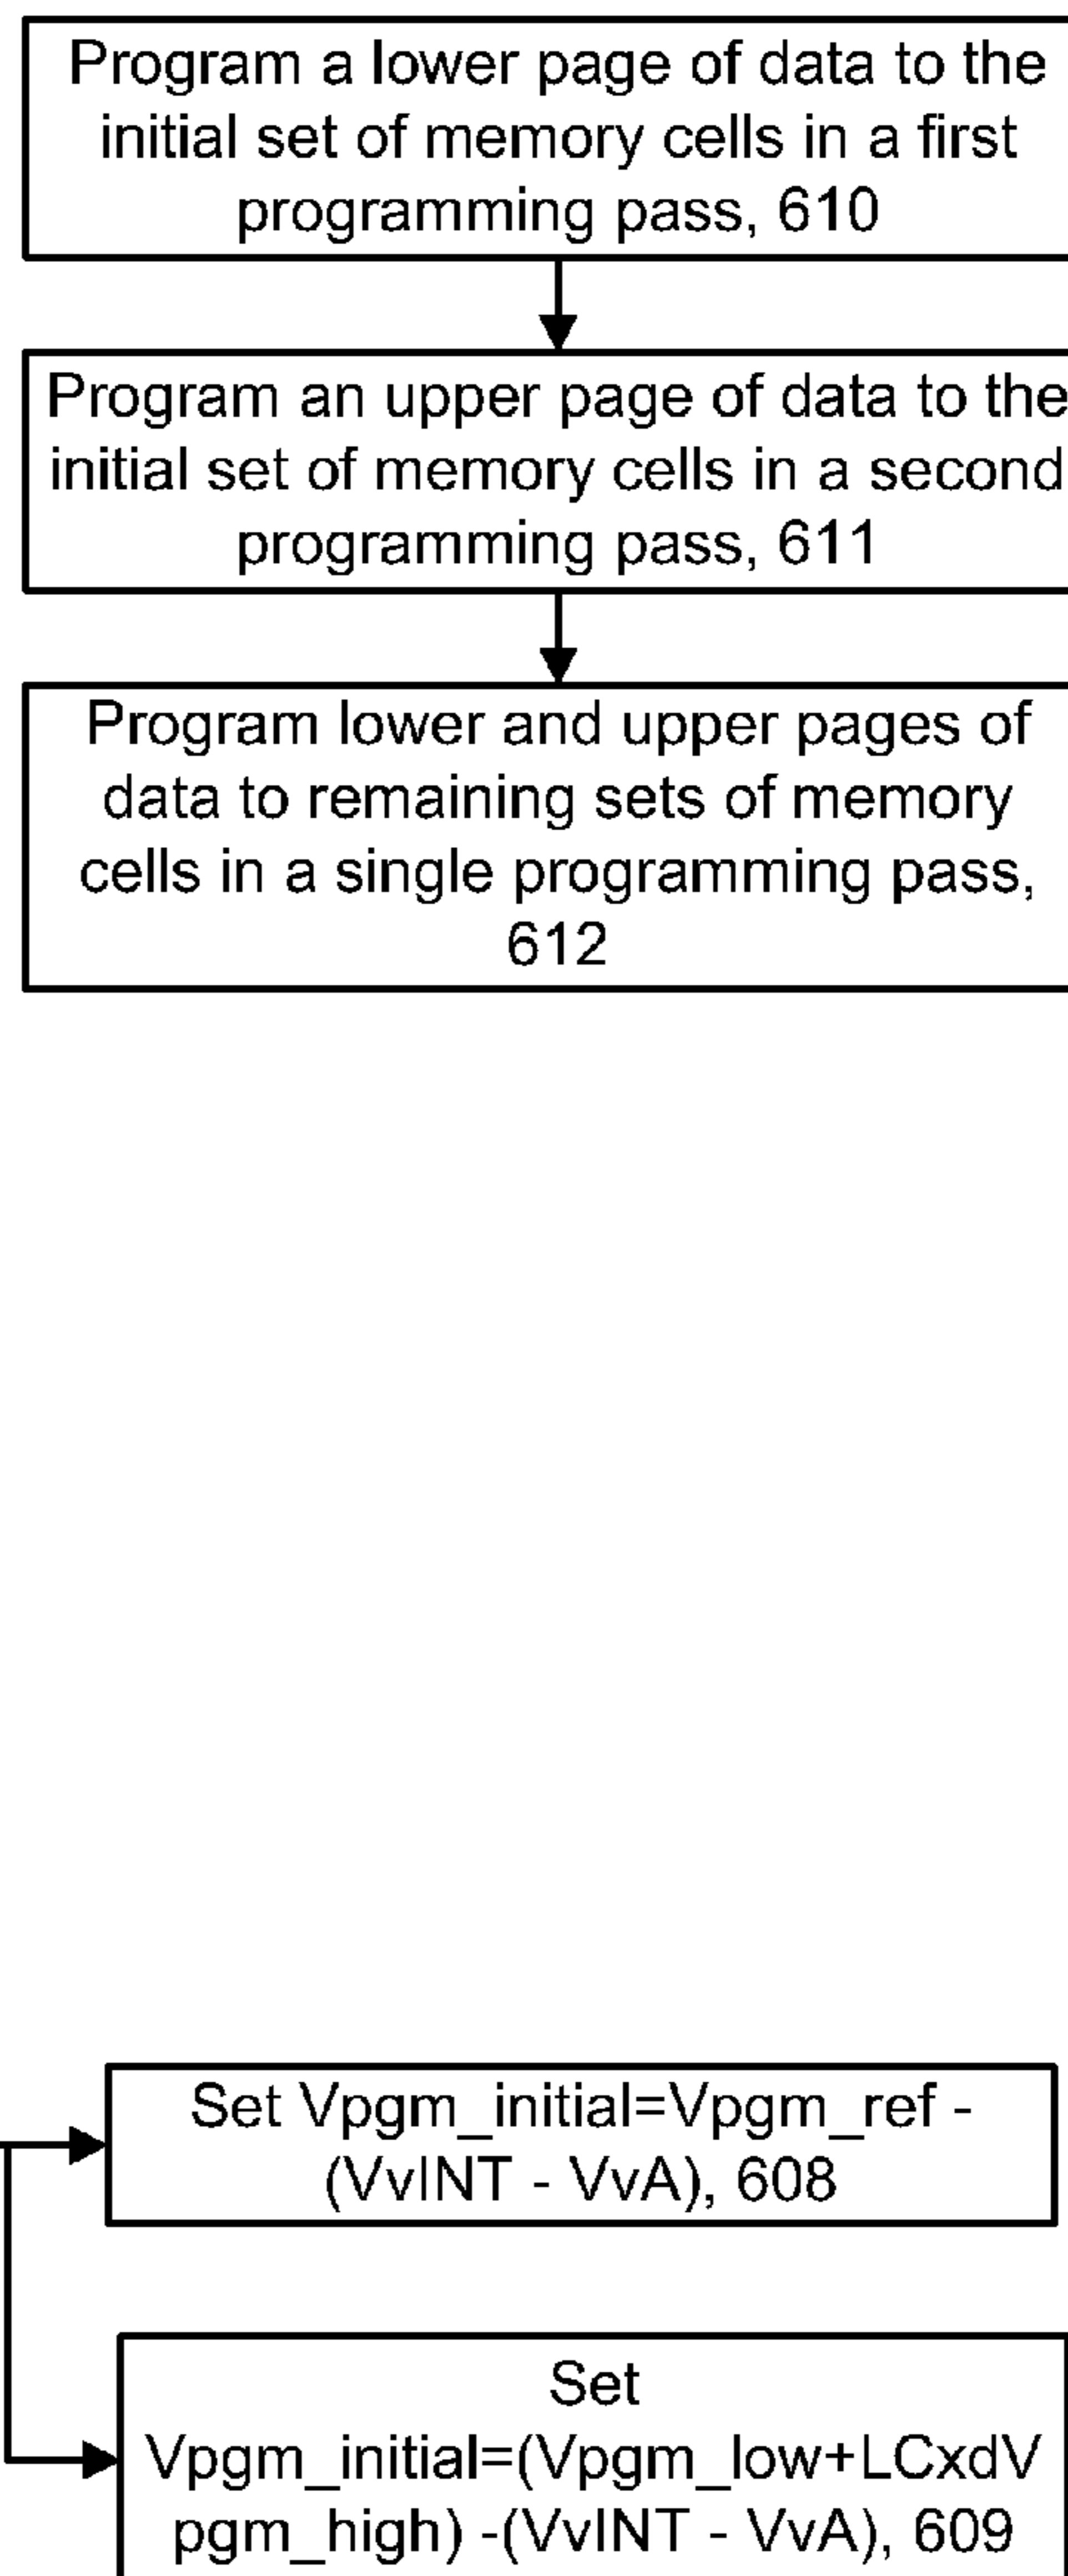 Program a lower page of data to the
initial set of memory cells in a first
programming pass, 610
Program an upper page of data to the
initial set of memory cells in a second
programming pass, 611
Program lower and upper pages of
data to remaining sets of memory
cells in a single programming pass,
612
Set Vpgm_initial=Vpgm_ref -
(VvINT - VvA), 608
Set
Vpgm_initial=(Vpgm_low+LCxdV
pgm_high) -(VvINT - VvA), 609